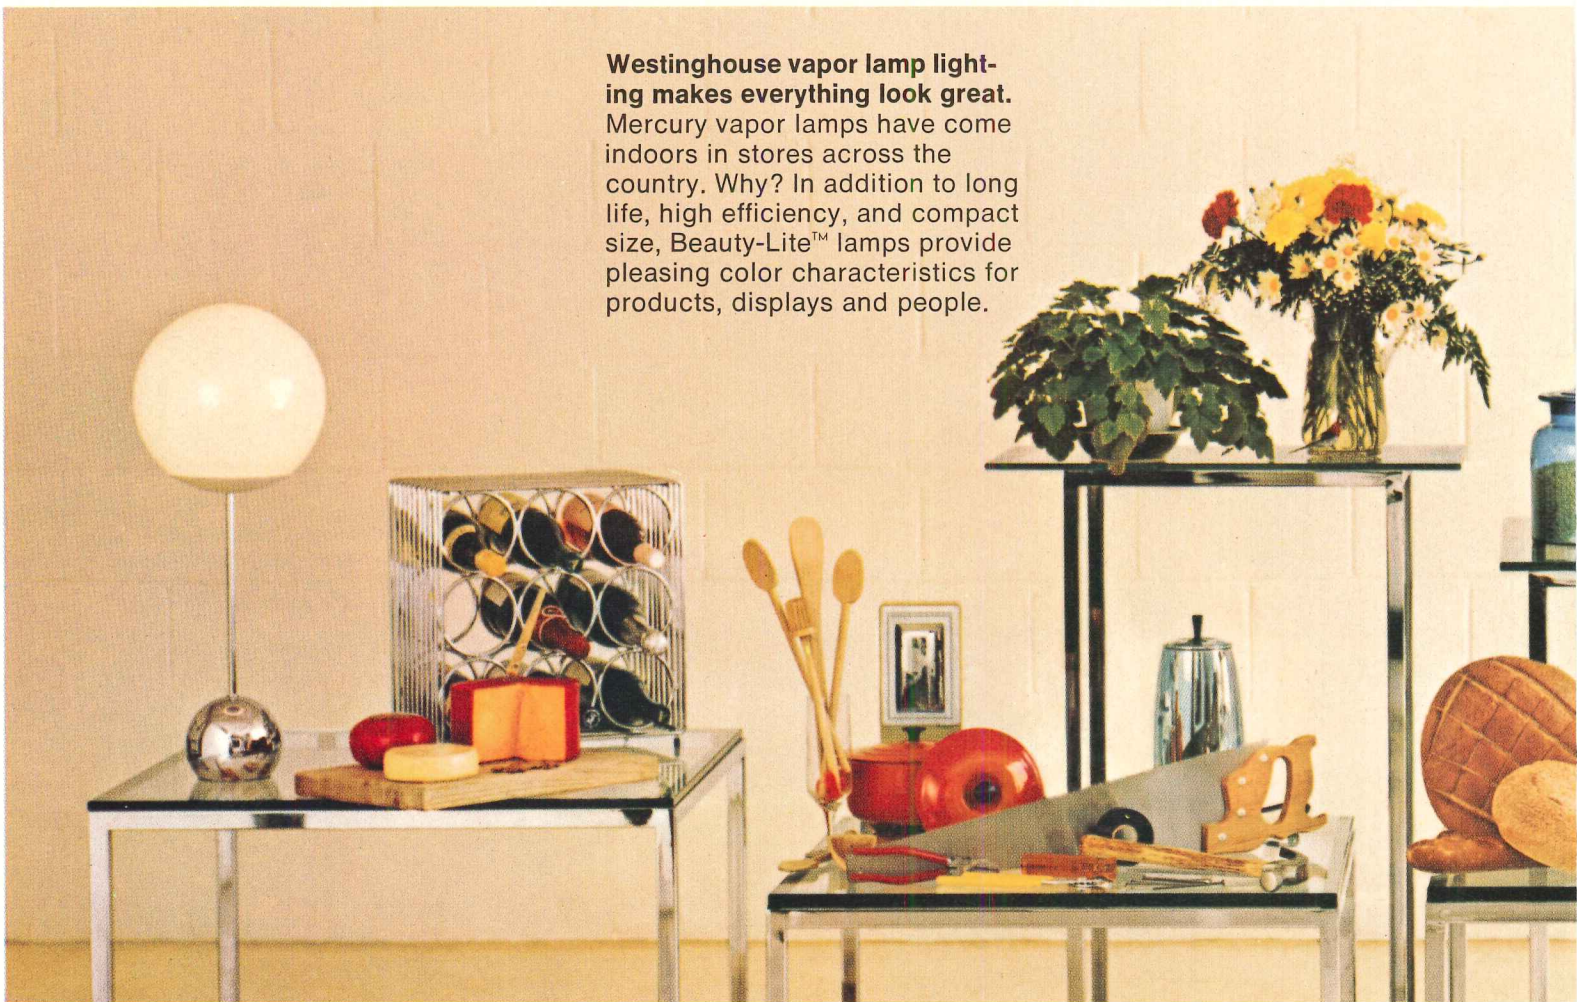 Westinghouse vapor lamp light-
ing makes everything look great.
Mercury vapor lamps have come
indoors in stores across the
country. Why? In addition to long
life, high efficiency, and compact
size, Beauty-Lite™ lamps provide
pleasing color characteristics for
products, displays and people.